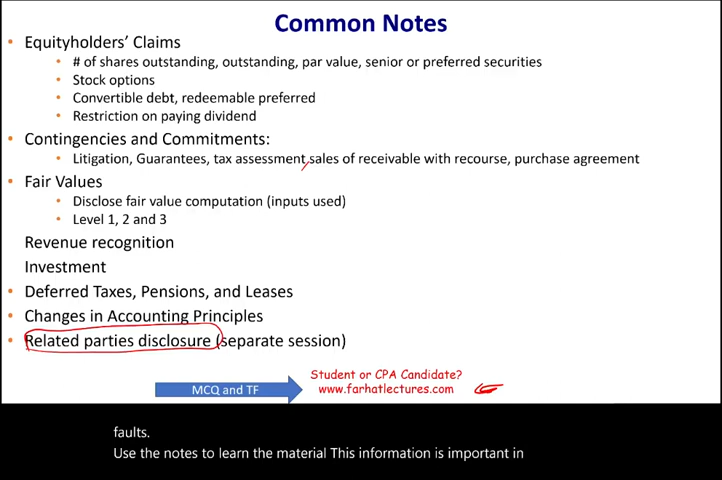 Common Notes
Equityholders' Claims
# of shares outstanding, outstanding, par value, senior or preferred securities
Stock options
Convertible debt, redeemable preferred
Restriction on paying dividend
Contingencies and Commitments:
Litigation, Guarantees, tax assessment sales of receivable with recourse, purchase agreement
Fair Values
Disclose fair value computation (inputs used)
Level 1, 2 and 3
Revenue recognition
Investment
Deferred Taxes, Pensions, and Leases
Changes in Accounting Principles
Related parties disclosure (separate session)
MCQ and TF
Student or CPA Candidate?
www.farhatlectures.com
faults.
Use the notes to learn the material This information is important in